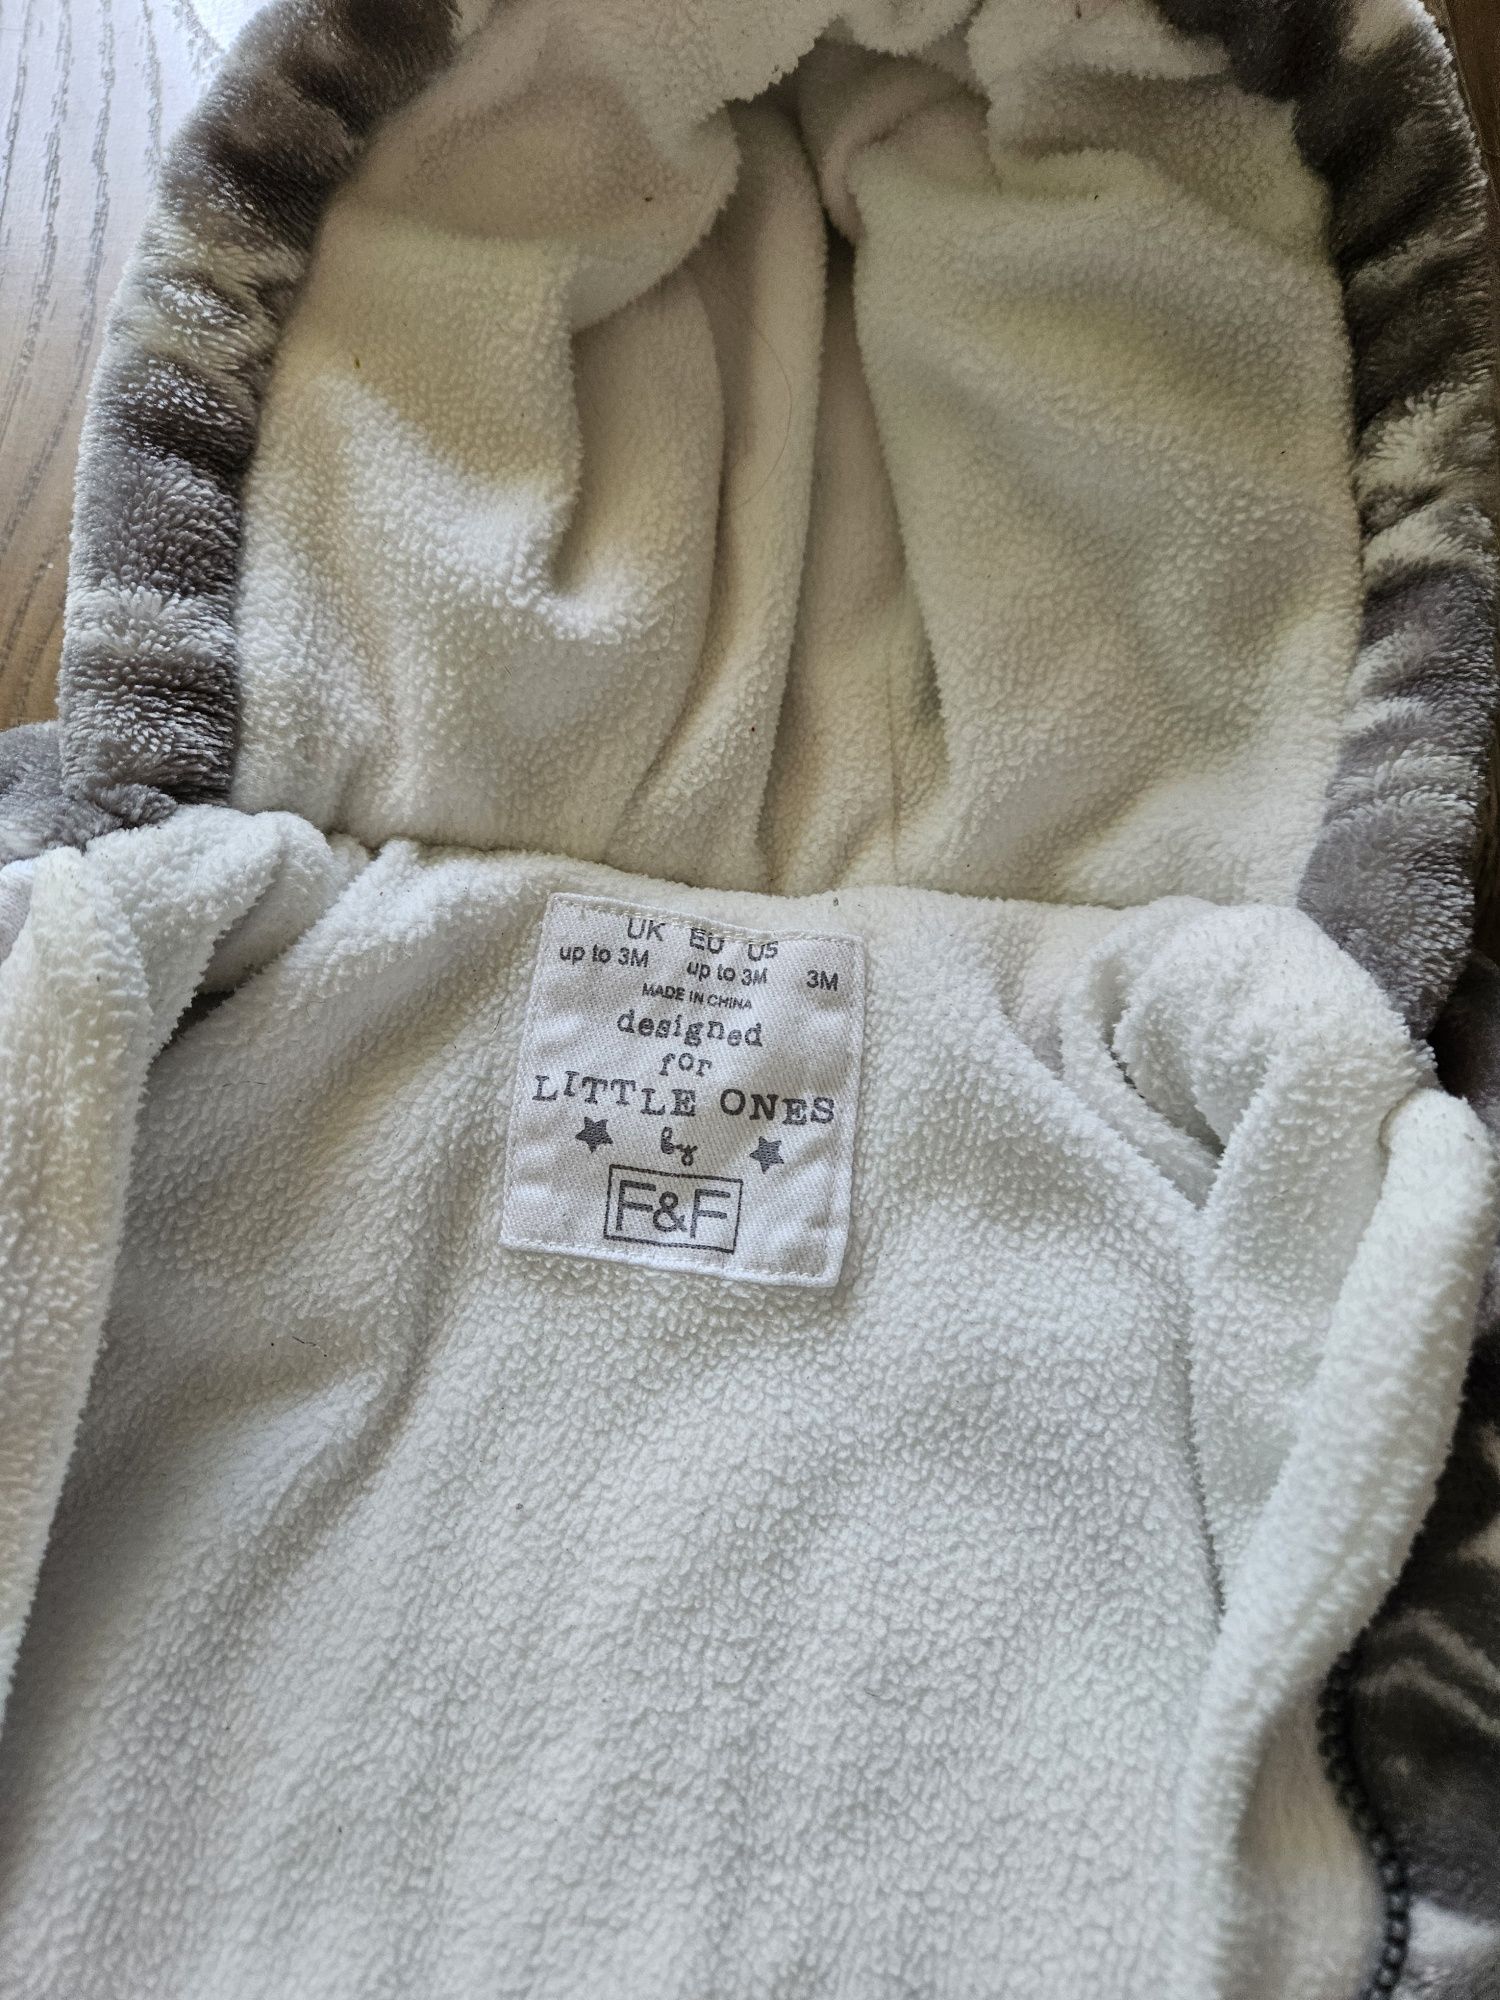 UK EU US
up to 3M up to 3M 3M
MADE IN CHINA
designed
for
LITTLE ONES
by
F&F